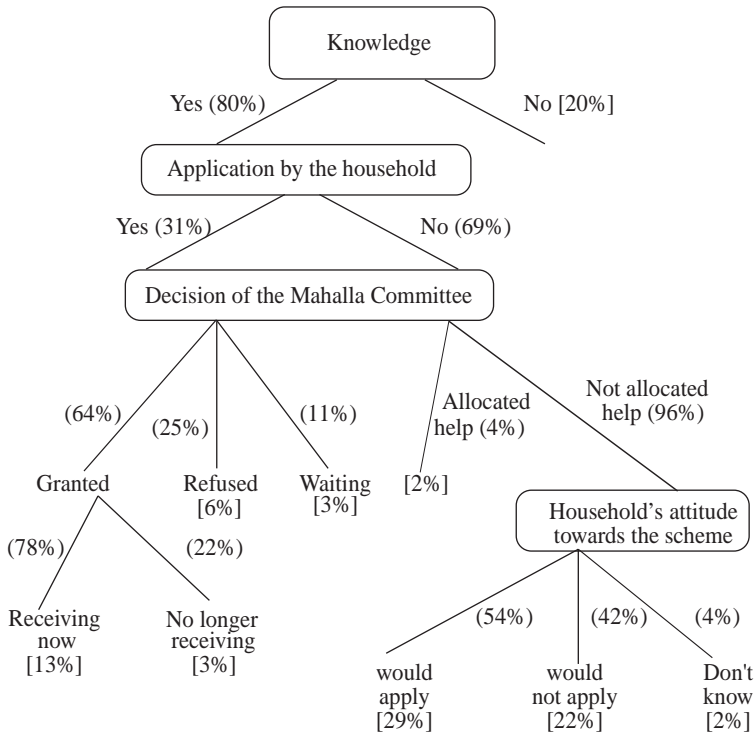 Knowledge
Yes (80%)
No [20%]
Application by the household
Yes (31%)
No (69%)
Decision of the Mahalla Committee
(64%)
(25%)
(11%)
Allocated
help (4%)
Not allocated
help (96%)
Granted
Refused
[6%]
Waiting
[3%]
[2%]
Household's attitude
towards the scheme
(78%)
(22%)
Receiving
now
[13%]
No longer
receiving
[3%]
(54%)
(42%)
(4%)
would
apply
[29%]
would
not apply
[22%]
Don't
know
[2%]